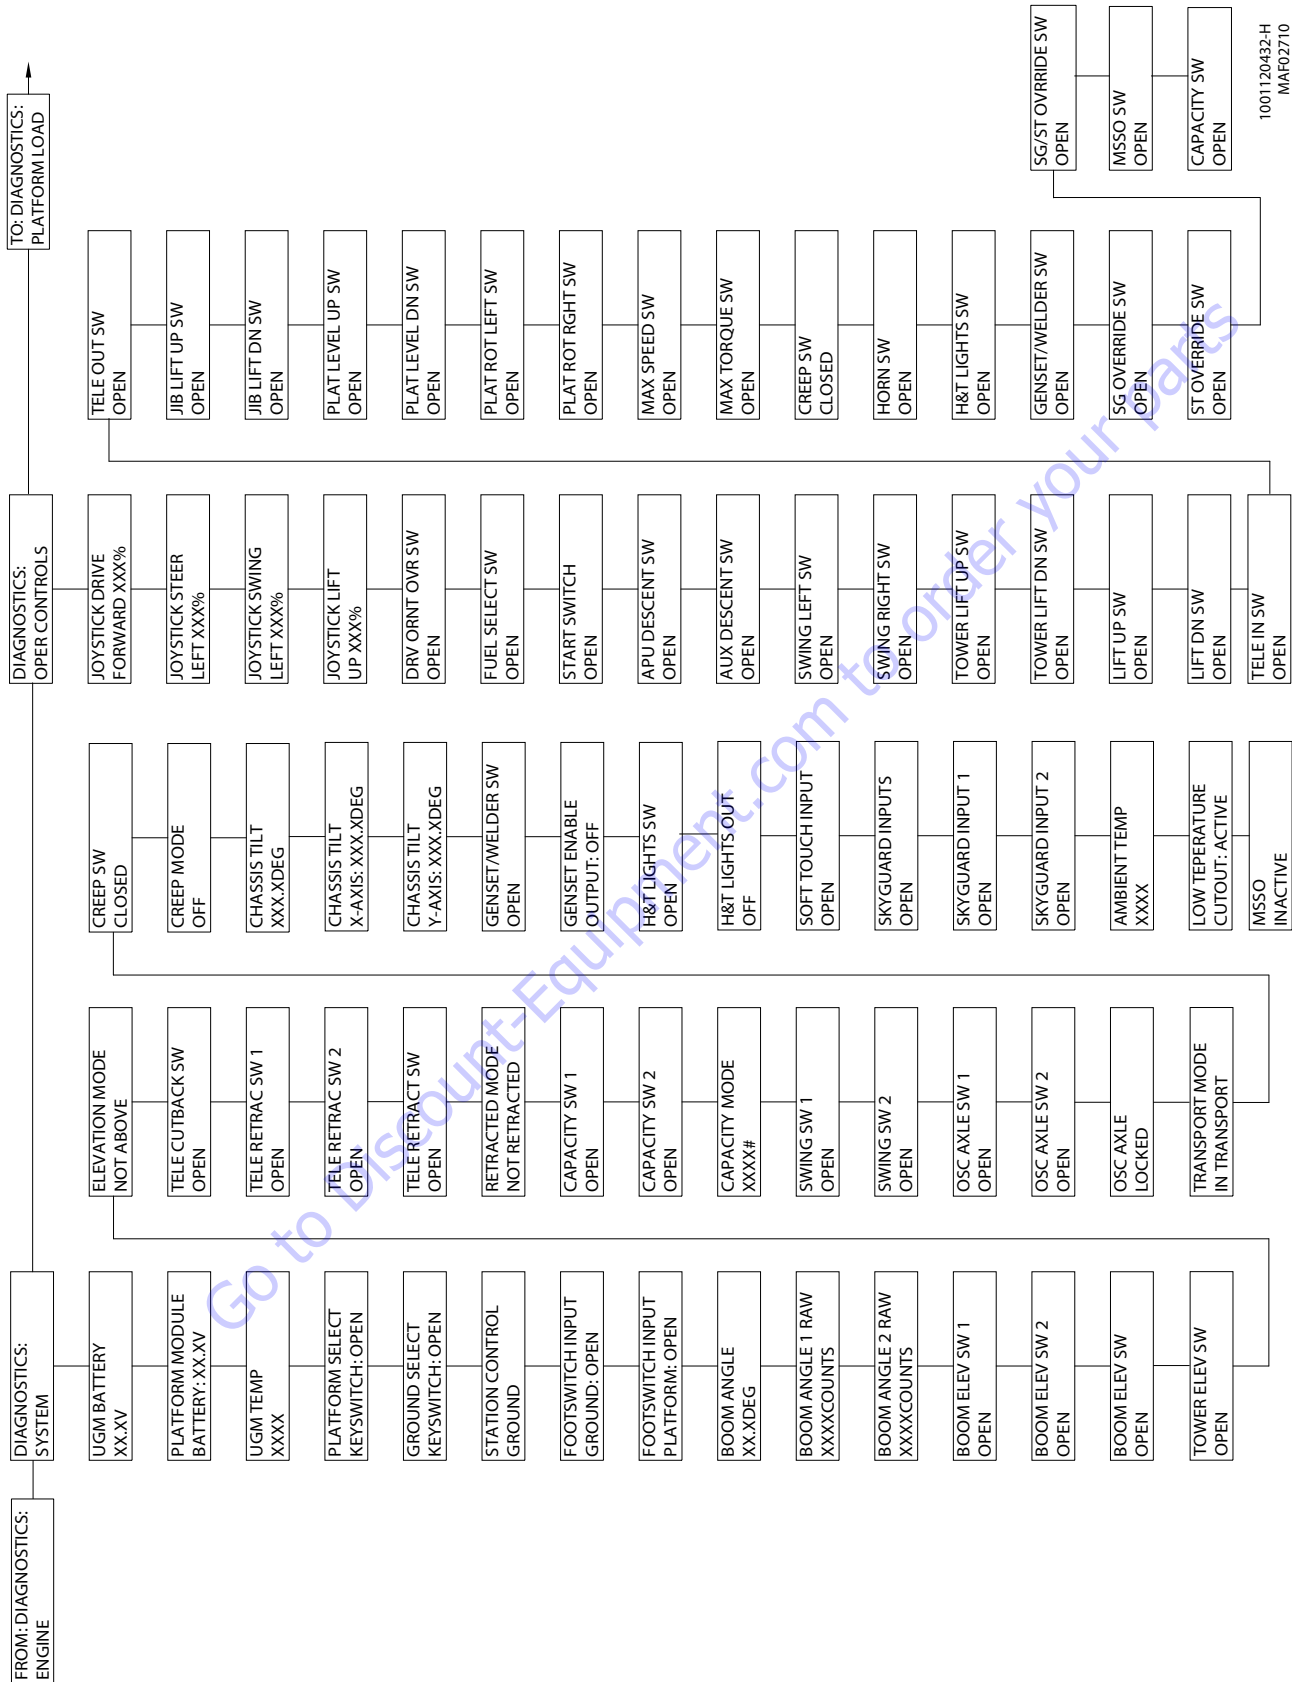 FROM: DIAGNOSTICS:
ENGINE
DIAGNOSTICS:
SYSTEM
UGM BATTERY
XX.XV
PLATFORM MODULE
BATTERY: XX.XV
UGM TEMP
XXXX
PLATFORM SELECT
KEYSWITCH: OPEN
GROUND SELECT
KEYSWITCH: OPEN
STATION CONTROL
GROUND
FOOTSWITCH INPUT
GROUND: OPEN
FOOTSWITCH INPUT
PLATFORM: OPEN
BOOM ANGLE
XX.XDEG
BOOM ANGLE 1 RAW
XXXXCOUNTS
BOOM ANGLE 2 RAW
XXXXCOUNTS
BOOM ELEV SW 1
OPEN
BOOM ELEV SW 2
OPEN
BOOM ELEV SW
OPEN
TOWER ELEV SW
OPEN
ELEVATION MODE
NOT ABOVE
TELE CUTBACK SW
OPEN
TELE RETRAC SW 1
OPEN
TELE RETRAC SW 2
OPEN
TELE RETRACT SW
OPEN
RETRACTED MODE
NOT RETRACTED
CAPACITY SW 1
OPEN
CAPACITY SW 2
OPEN
CAPACITY MODE
XXXX#
SWING SW 1
OPEN
SWING SW 2
OPEN
OSC AXLE SW 1
OPEN
OSC AXLE SW 2
OPEN
OSC AXLE
LOCKED
TRANSPORT MODE
IN TRANSPORT
CREEP SW
CLOSED
CREEP MODE
OFF
CHASSIS TILT
XXX.XDEG
CHASSIS TILT
X-AXIS: XXX.XDEG
CHASSIS TILT
Y-AXIS: XXX.XDEG
GENSET/WELDER SW
OPEN
GENSET ENABLE
OUTPUT: OFF
H&T LIGHTS SW
OPEN
H&T LIGHTS OUT
OFF
SOFT TOUCH INPUT
OPEN
SKYGUARD INPUTS
OPEN
SKYGUARD INPUT 1
OPEN
SKYGUARD INPUT 2
OPEN
AMBIENT TEMP
XXXX
LOW TEPERATURE
CUTOUT: ACTIVE
MSSO
INACTIVE
DIAGNOSTICS:
OPER CONTROLS
JOYSTICK DRIVE
FORWARD XXX%
JOYSTICK STEER
LEFT XXX%
JOYSTICK SWING
LEFT XXX%
JOYSTICK LIFT
UP XXX%
DRV ORNT OVR SW
OPEN
FUEL SELECT SW
OPEN
START SWITCH
OPEN
APU DESCENT SW
OPEN
AUX DESCENT SW
OPEN
SWING LEFT SW
OPEN
SWING RIGHT SW
OPEN
TOWER LIFT UP SW
OPEN
TOWER LIFT DN SW
OPEN
LIFT UP SW
OPEN
LIFT DN SW
OPEN
TELE IN SW
OPEN
TO: DIAGNOSTICS:
PLATFORM LOAD
TELE OUT SW
OPEN
JIB LIFT UP SW
OPEN
JIB LIFT DN SW
OPEN
PLAT LEVEL UP SW
OPEN
PLAT LEVEL DN SW
OPEN
PLAT ROT LEFT SW
OPEN
PLAT ROT RGHT SW
OPEN
MAX SPEED SW
OPEN
MAX TORQUE SW
OPEN
CREEP SW
CLOSED
HORN SW
OPEN
H&T LIGHTS SW
OPEN
GENSET/WELDER SW
OPEN
SG OVERRIDE SW
OPEN
ST OVERRIDE SW
OPEN
SG/ST OVRRIDE SW
OPEN
MSSO SW
OPEN
CAPACITY SW
OPEN
1001120432-H
MAF02710
Go to Discount-Equipment.com to order your parts